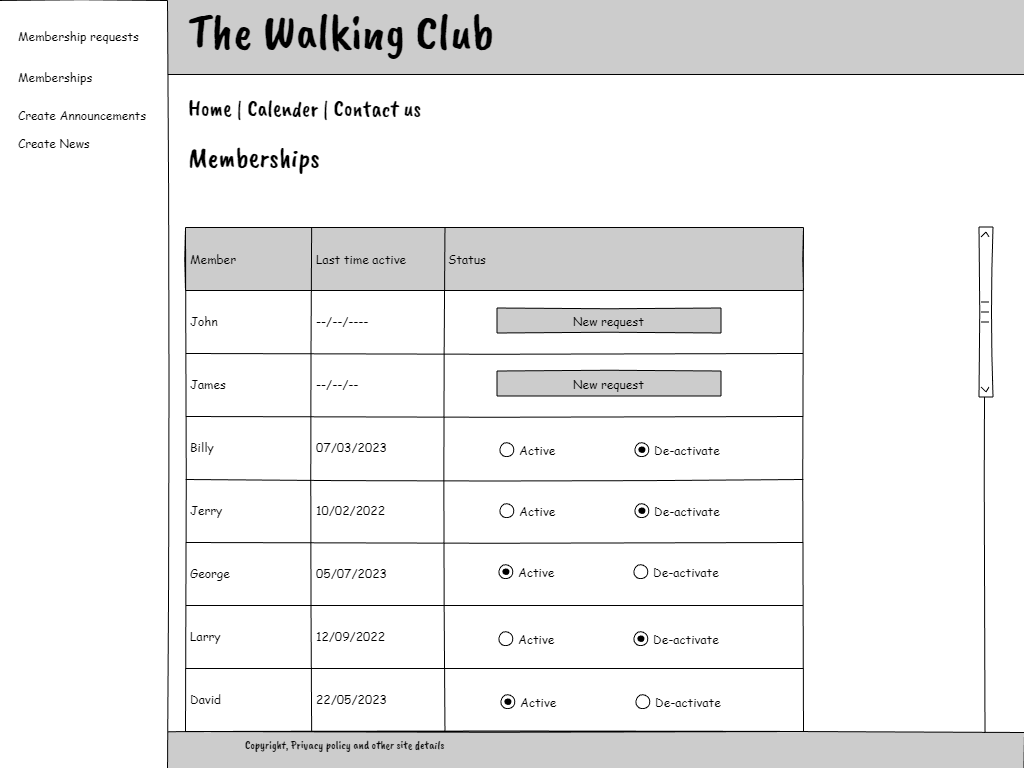 The Walking Club
Membership requests
Memberships
Create Announcements
Create News
Home | Calender | Contact us
Memberships
Member Last time active Status
John --/--/---- New request
James --/--/-- New request
Billy 07/03/2023 Active De-activate
Jerry 10/02/2022 Active De-activate
George 05/07/2023 Active De-activate
Larry 12/09/2022 Active De-activate
David 22/05/2023 Active De-activate
Copyright, Privacy policy and other site details